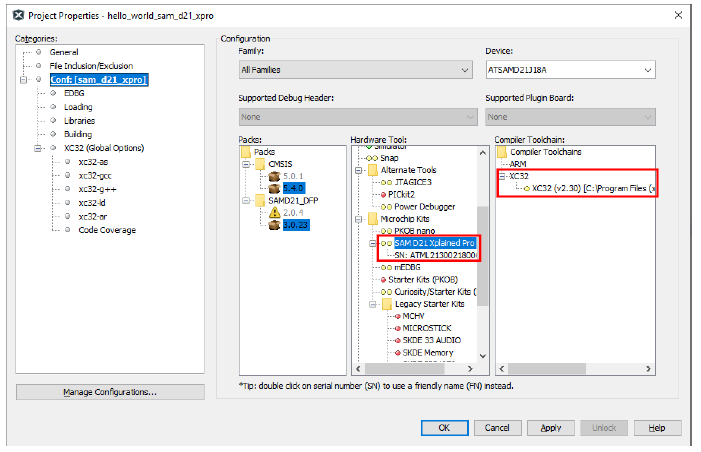 Project Properties - hello_world_sam_d21_xpro
Categories:
General
File Inclusion/Exclusion
Conf: [sam_d21_xpro]
EDBG
Loading
Libraries
Building
XC32 (Global Options)
xc32-as
xc32-gcc
xc32-g++
xc32-ld
xc32-ar
Code Coverage
Manage Configurations...
Configuration
Family:
All Families
Device:
ATSAMD21J18A
Supported Debug Header:
None
Supported Plugin Board:
None
Packs:
Packs
CMSIS
5.0.1
5.4.0
SAMD21_DFP
2.0.4
3.0.23
Hardware Tool:
Simulator
Snap
Alternate Tools
JTAGICE3
PICkit2
Power Debugger
Microchip Kits
PKOB nano
SAM D21 Xplained Pro
SN: ATML2130021800
mEDBG
Starter Kits (PKOB)
Curiosity/Starter Kits (
Legacy Starter Kits
MCHV
MICROSTICK
SKDE 33 AUDIO
SKDE Memory
Compiler Toolchain:
Compiler Toolchains
ARM
XC32
XC32 (v2.30) [C:\Program Files (x
*Tip: double click on serial number (SN) to use a friendly name (FN) instead.
OK
Cancel
Apply
Unlock
Help